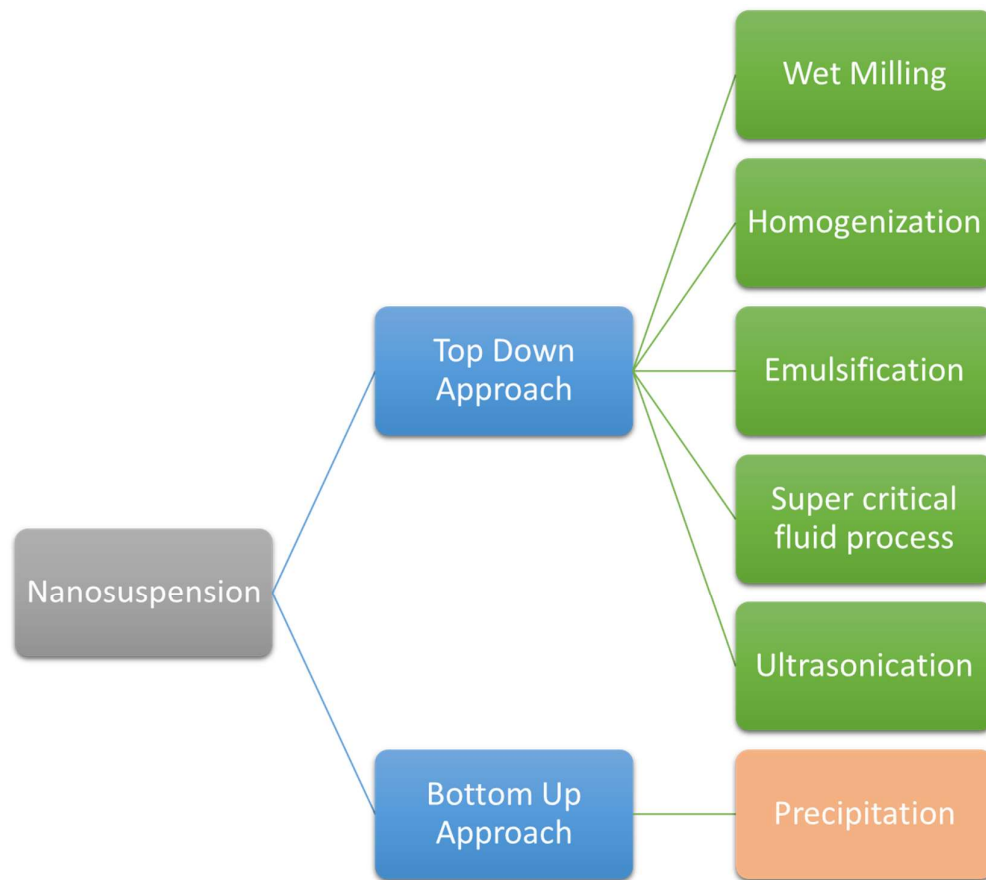 Wet Milling
Homogenization
Top Down
Approach
Emulsification
Super critical
fluid process
Nanosuspension
Ultrasonication
Bottom Up
Approach
Precipitation